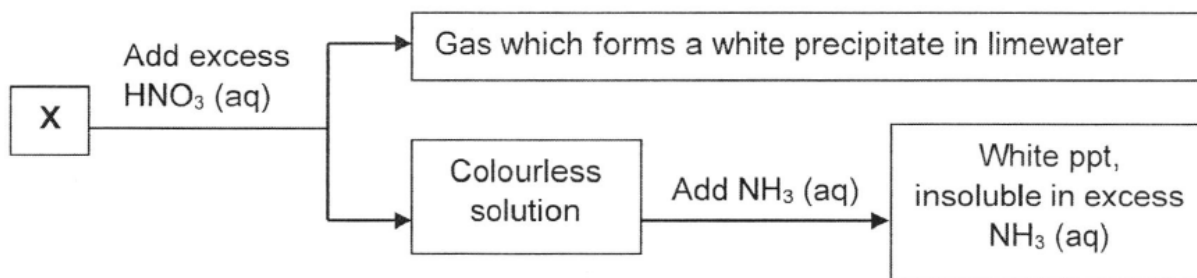 Add excess
HNO₃ (aq)
X
Gas which forms a white precipitate in limewater
Colourless
solution
Add NH₃ (aq)
White ppt,
insoluble in excess
NH₃ (aq)